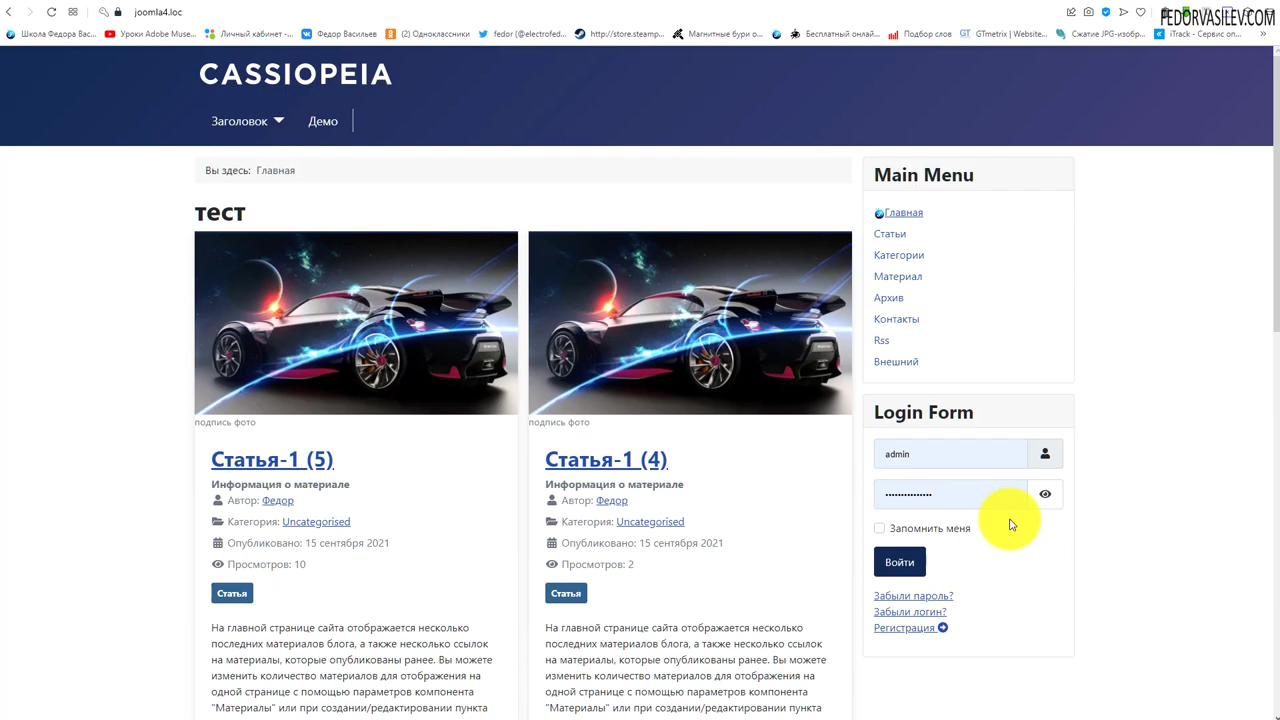 joomla4.loc
FEDORVASILEV.COM
Школа Федора Вас...
Уроки Adobe Muse...
Личный кабинет -...
Федор Васильев
(2) Одноклассники
fedor (@electrofed...
http://store.steamp...
Магнитные бури о...
Бесплатный онлай...
Подбор слов
GTmetrix | Website...
Сжатие JPG-изобр...
iTrack - Сервис оп...
CASSIOPEIA
Заголовок
Демо
Вы здесь: Главная
тест
подпись фото
Статья-1 (5)
Информация о материале
Автор: Федор
Категория: Uncategorised
Опубликовано: 15 сентября 2021
Просмотров: 10
Статья
На главной странице сайта отображается несколько
последних материалов блога, а также несколько ссылок
на материалы, которые опубликованы ранее. Вы можете
изменить количество материалов для отображения на
одной странице с помощью параметров компонента
"Материалы" или при создании/редактировании пункта
подпись фото
Статья-1 (4)
Информация о материале
Автор: Федор
Категория: Uncategorised
Опубликовано: 15 сентября 2021
Просмотров: 2
Статья
На главной странице сайта отображается несколько
последних материалов блога, а также несколько ссылок
на материалы, которые опубликованы ранее. Вы можете
изменить количество материалов для отображения на
одной странице с помощью параметров компонента
"Материалы" или при создании/редактировании пункта
Main Menu
Главная
Статьи
Категории
Материал
Архив
Контакты
Rss
Внешний
Login Form
admin
•••••••••••••••
Запомнить меня
Войти
Забыли пароль?
Забыли логин?
Регистрация